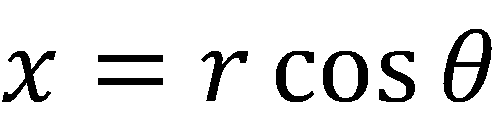 x = r cos θ